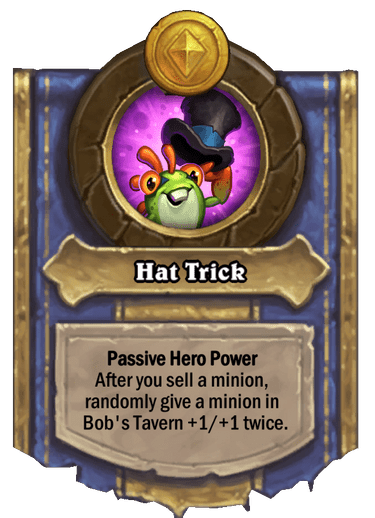 Hat Trick
Passive Hero Power
After you sell a minion,
randomly give a minion in
Bob's Tavern +1/+1 twice.